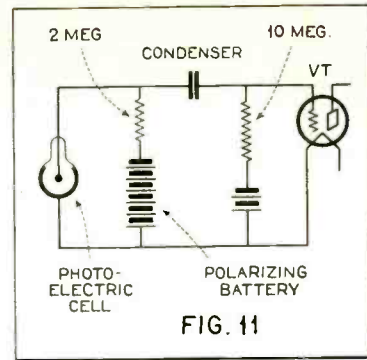 2 MEG
CONDENSER
10 MEG.
VT
PHOTO-
ELECTRIC
CELL
POLARIZING
BATTERY
FIG. 11